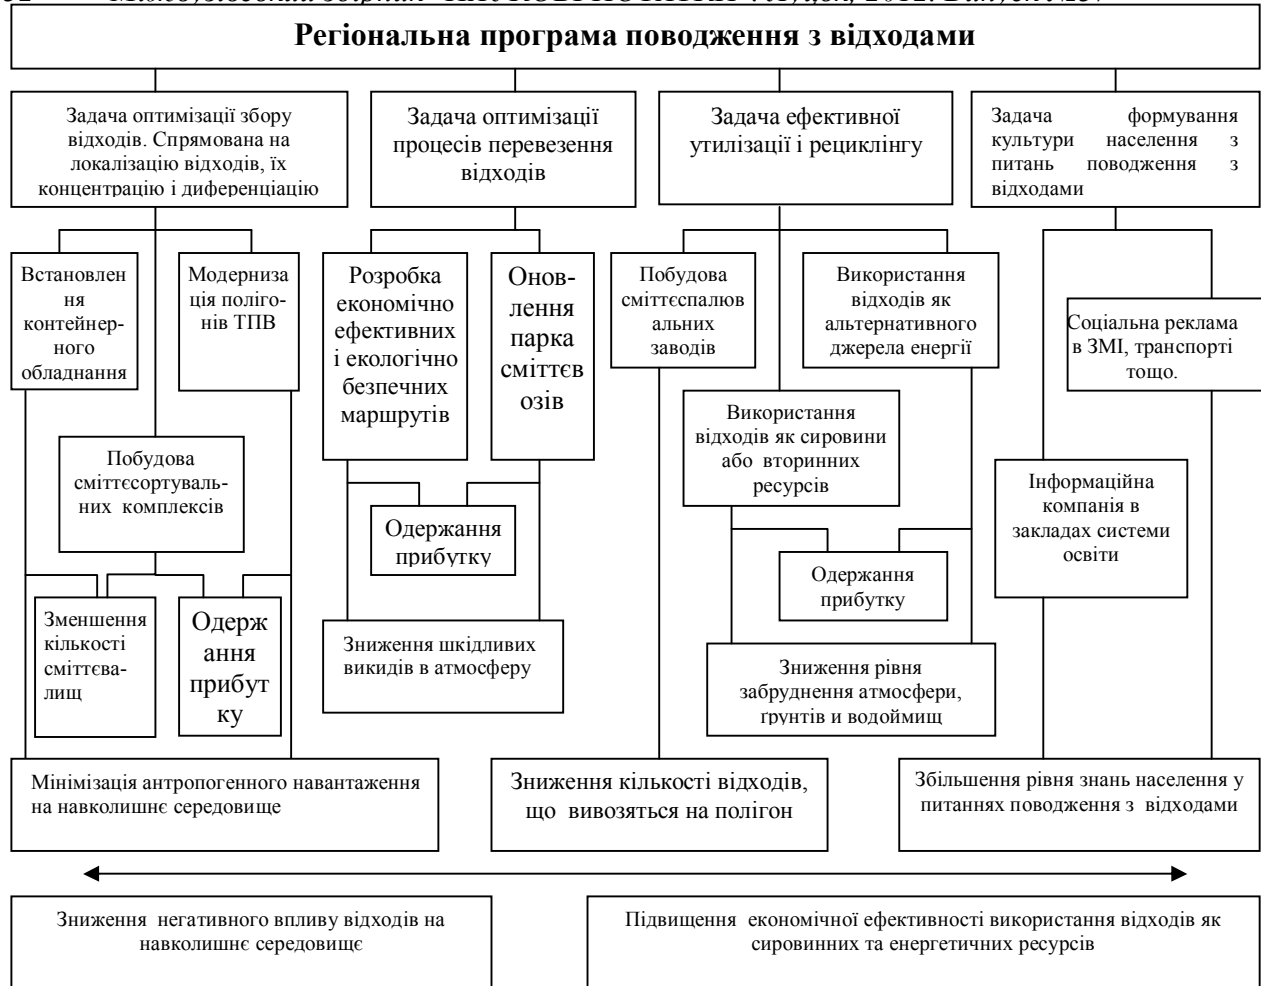 Регіональна програма поводження з відходами
Задача оптимізації збору
відходів. Спрямована на
локалізацію відходів, їх
концентрацію і диференціацію
Задача оптимізації
процесів перевезення
відходів
Задача ефективної
утилізації і рециклінгу
Задача формування
культури населення з
питань поводження з
відходами
Встановлен
ня
контейнер-
ного
обладнання
Модерниза
ція поліго-
нів ТПВ
Розробка
економічно
ефективних
і екологічно
безпечних
маршрутів
Онов-
лення
парка
сміттєв
озів
Побудова
сміттєспалюв
альних
заводів
Використання
відходів як
альтернативного
джерела енергії
Соціальна реклама
в ЗМІ, транспорті
тощо.
Побудова
сміттєсортуваль-
них комплексів
Використання
відходів як сировини
або вторинних
ресурсів
Інформаційна
компанія в
закладах системи
освіти
Одержання
прибутку
Одержання
прибутку
Зменшення
кількості
сміттєва-
лищ
Одерж
ання
прибут
ку
Зниження шкідливих
викидів в атмосферу
Зниження рівня
забруднення атмосфери,
ґрунтів и водоймищ
Мінімізація антропогенного навантаження
на навколишнє середовище
Зниження кількості відходів,
що вивозяться на полігон
Збільшення рівня знань населення у
питаннях поводження з відходами
Зниження негативного впливу відходів на
навколишнє середовищє
Підвищення економічної ефективності використання відходів як
сировинних та енергетичних ресурсів